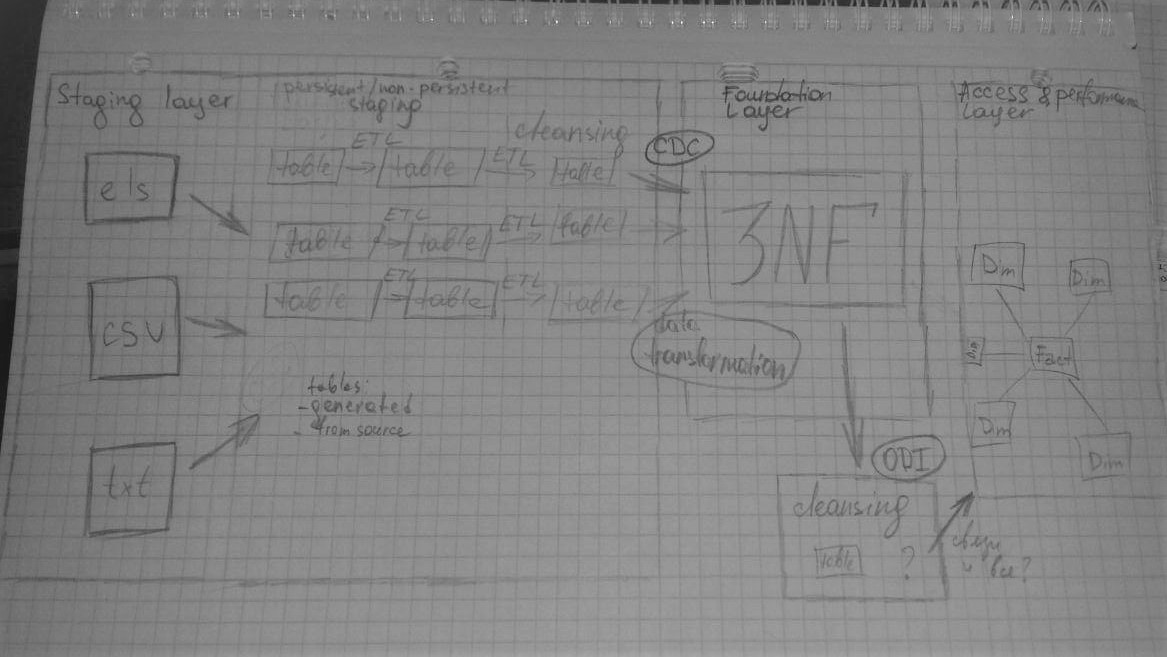 Staging layer
persistent/non-persistent
staging
cleansing
els
ETL
table
table
ETL
table
ETL
table
table
ETL
table
csv
ETL
table
table
ETL
table
tables:
- generated
- from source
txt
CDC
Foundation
Layer
3NF
data
transformation
ODI
cleansing
table
?
и все?
Access & performance
Layer
Dim
Dim
Dim
Fact
Dim
Dim